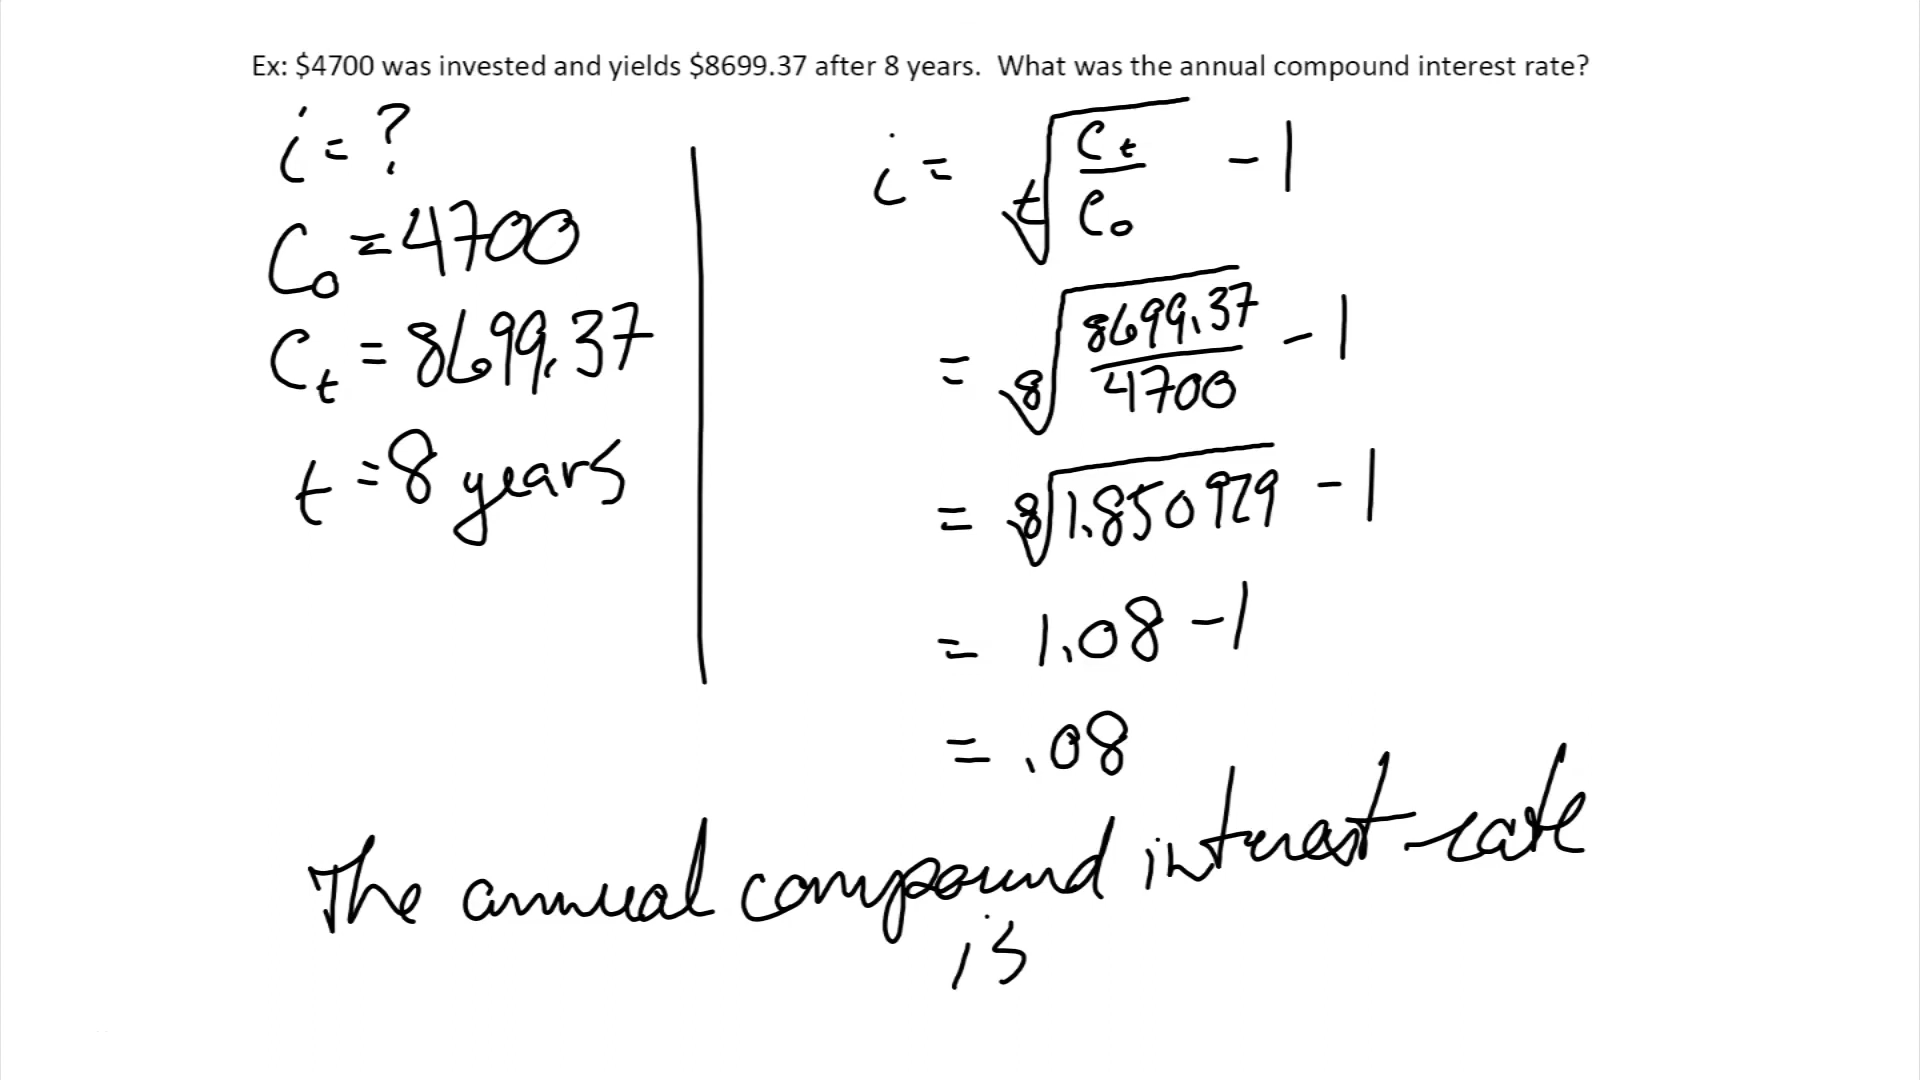 Ex: $4700 was invested and yields $8699.37 after 8 years. What was the annual compound interest rate?
i = ?
C₀ = 4700
Cₜ = 8699.37
t = 8 years
i = ᵗ√(Cₜ/C₀) - 1
= ⁸√(8699.37/4700) - 1
= ⁸√1.850929 - 1
= 1.08 - 1
= .08
The annual compound interest rate
is